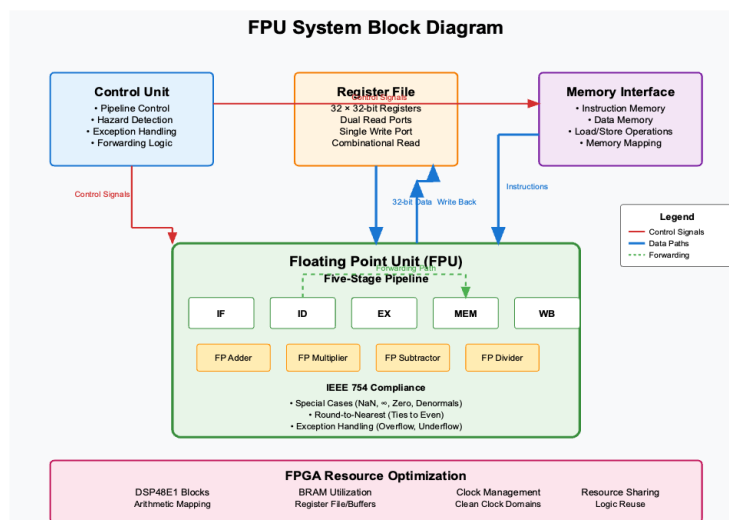 FPU System Block Diagram
Control Unit
• Pipeline Control
• Hazard Detection
• Exception Handling
• Forwarding Logic
Register File
Control Signals
32 × 32-bit Registers
Dual Read Ports
Single Write Port
Combinational Read
Memory Interface
• Instruction Memory
• Data Memory
• Load/Store Operations
• Memory Mapping
Control Signals
32-bit Data
Write Back
Instructions
Legend
Control Signals
Data Paths
Forwarding
Floating Point Unit (FPU)
Forwarding Path
Five-Stage Pipeline
IF
ID
EX
MEM
WB
FP Adder
FP Multiplier
FP Subtractor
FP Divider
IEEE 754 Compliance
• Special Cases (NaN, ∞, Zero, Denormals)
• Round-to-Nearest (Ties to Even)
• Exception Handling (Overflow, Underflow)
FPGA Resource Optimization
DSP48E1 Blocks
Arithmetic Mapping
BRAM Utilization
Register File/Buffers
Clock Management
Clean Clock Domains
Resource Sharing
Logic Reuse